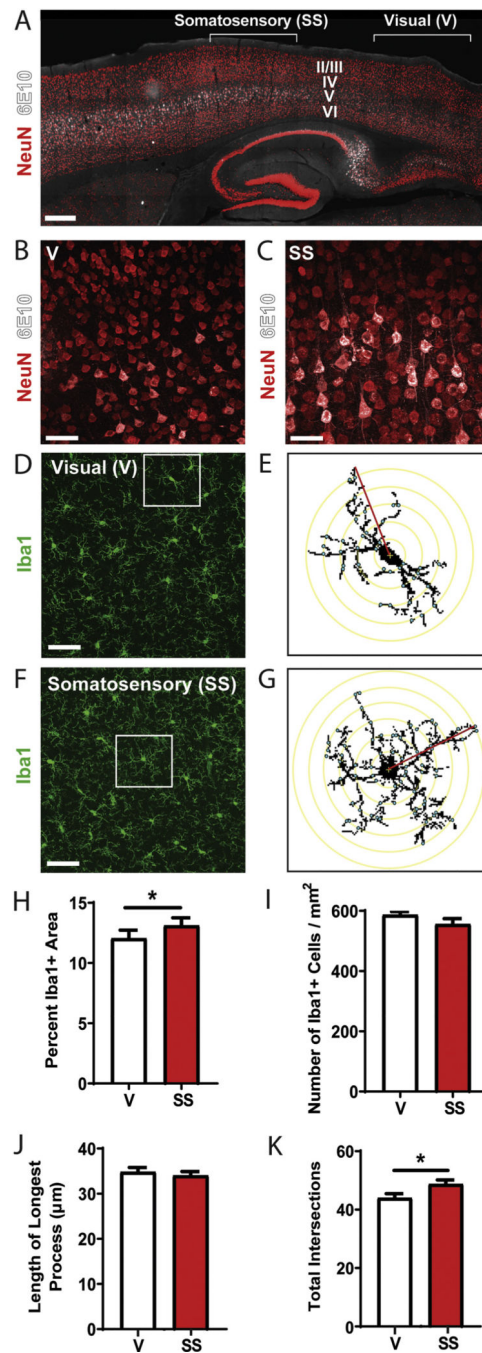 A
Somatosensory (SS)
Visual (V)
NeuN 6E10
II/III
IV
V
VI
B
V
NeuN 6E10
C
SS
NeuN 6E10
D
Visual (V)
Iba1
E
F
Somatosensory (SS)
Iba1
G
H
*
Percent Iba1+ Area
15
10
5
0
V
SS
I
Number of Iba1+ Cells / mm²
600
400
200
0
V
SS
J
Length of Longest
Process (µm)
40
30
20
10
0
V
SS
K
*
Total Intersections
60
40
20
0
V
SS